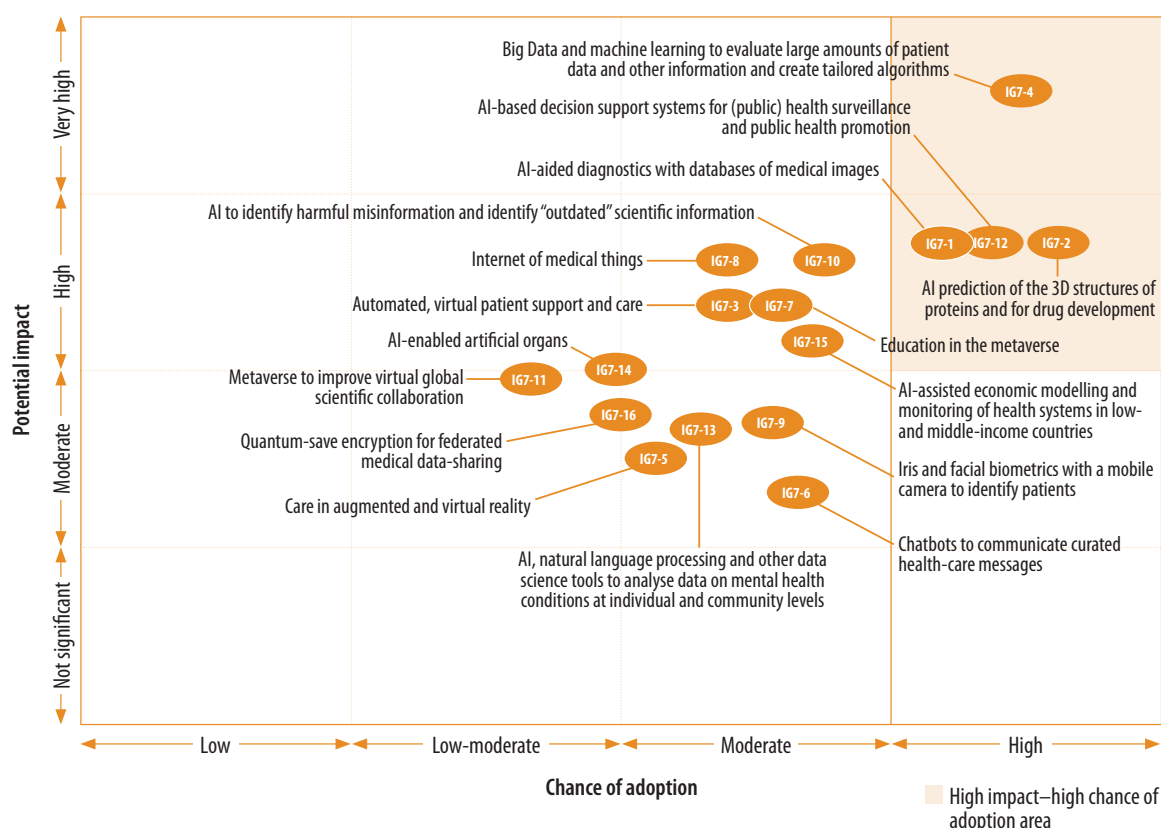 Big Data and machine learning to evaluate large amounts of patient
data and other information and create tailored algorithms
IG7-4
AI-based decision support systems for (public) health surveillance
and public health promotion
AI-aided diagnostics with databases of medical images
AI to identify harmful misinformation and identify “outdated” scientific information
IG7-1
IG7-12
IG7-2
Internet of medical things
IG7-8
IG7-10
AI prediction of the 3D structures of
proteins and for drug development
Automated, virtual patient support and care
IG7-3
IG7-7
Education in the metaverse
AI-enabled artificial organs
IG7-15
IG7-14
Metaverse to improve virtual global
scientific collaboration
IG7-11
AI-assisted economic modelling and
monitoring of health systems in low-
and middle-income countries
Quantum-save encryption for federated
medical data-sharing
IG7-16
IG7-13
IG7-9
IG7-5
Iris and facial biometrics with a mobile
camera to identify patients
Care in augmented and virtual reality
IG7-6
Chatbots to communicate curated
health-care messages
AI, natural language processing and other data
science tools to analyse data on mental health
conditions at individual and community levels
Potential impact
Very high
High
Moderate
Not significant
Low
Low-moderate
Moderate
High
Chance of adoption
High impact–high chance of
adoption area